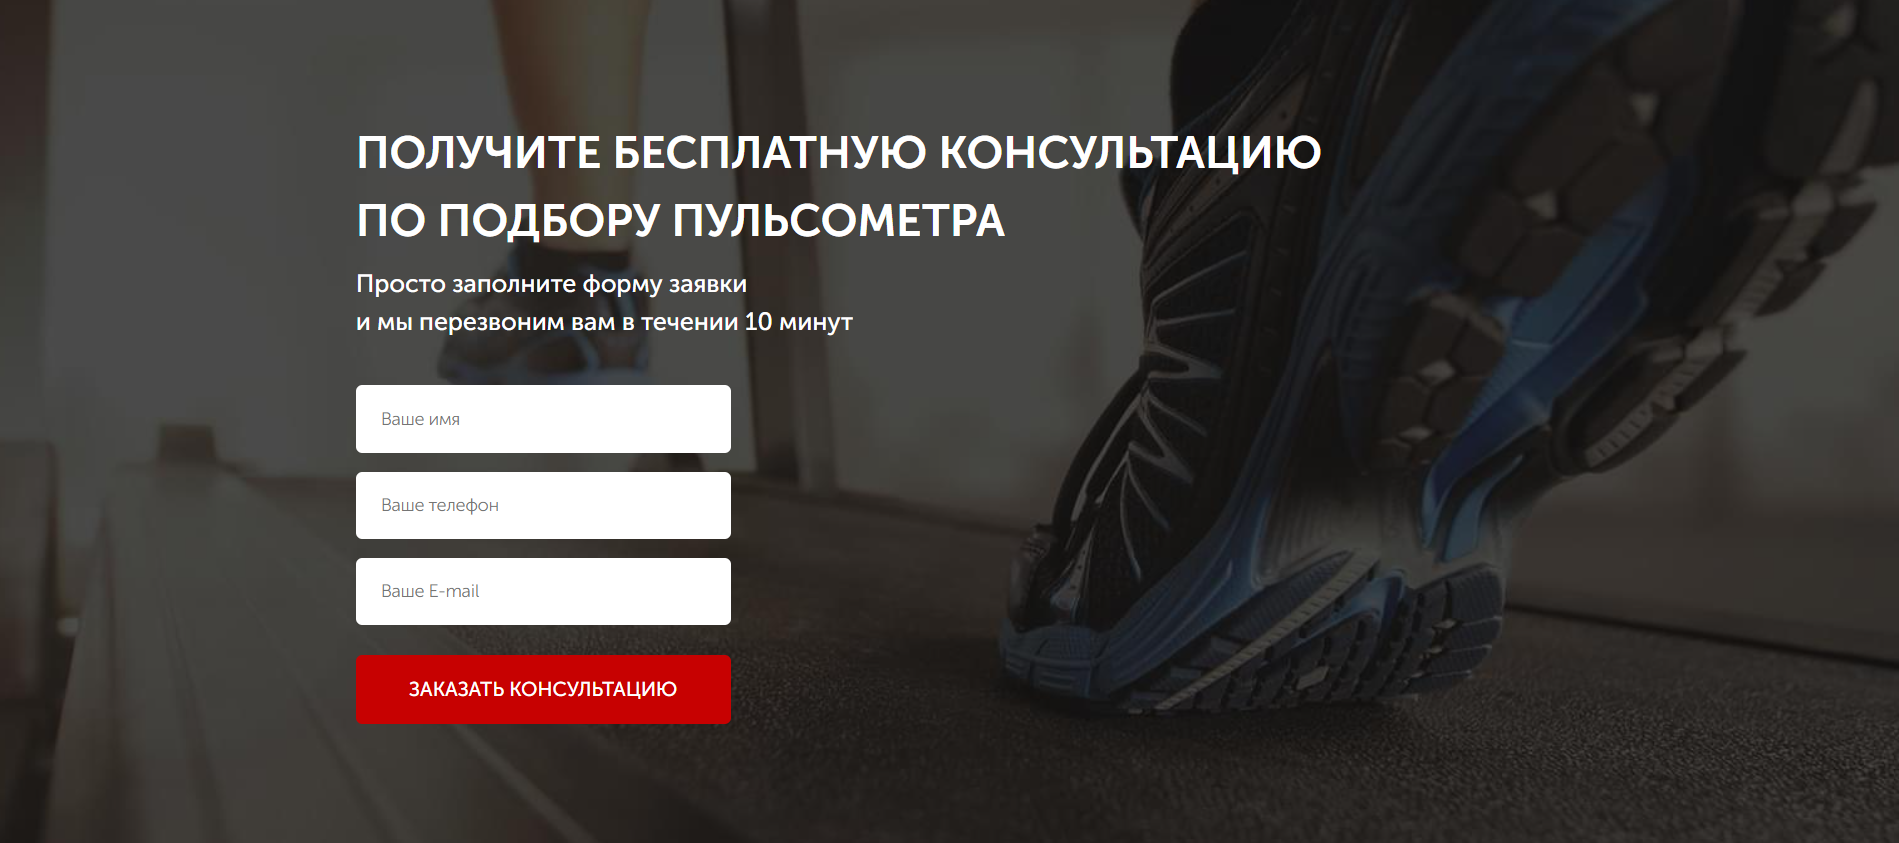 ПОЛУЧИТЕ БЕСПЛАТНУЮ КОНСУЛЬТАЦИЮ
ПО ПОДБОРУ ПУЛЬСОМЕТРА
Просто заполните форму заявки
и мы перезвоним вам в течении 10 минут
Ваше имя
Ваше телефон
Ваше E-mail
ЗАКАЗАТЬ КОНСУЛЬТАЦИЮ